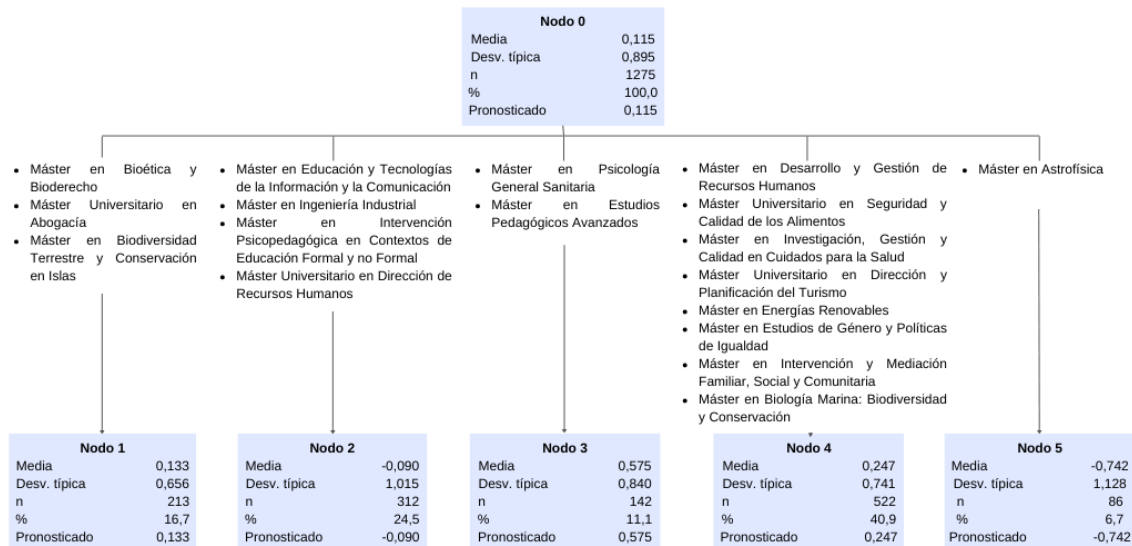 Nodo 0
Media 0,115
Desv. típica 0,895
n 1275
% 100,0
Pronosticado 0,115
Máster en Bioética y
Bioderecho
Máster Universitario en
Abogacía
Máster en Biodiversidad
Terrestre y Conservación
en Islas
Máster en Educación y Tecnologías
de la Información y la Comunicación
Máster en Ingeniería Industrial
Máster en Intervención
Psicopedagógica en Contextos de
Educación Formal y no Formal
Máster Universitario en Dirección de
Recursos Humanos
Máster en Psicología
General Sanitaria
Máster en Estudios
Pedagógicos Avanzados
Máster en Desarrollo y Gestión de
Recursos Humanos
Máster Universitario en Seguridad y
Calidad de los Alimentos
Máster en Investigación, Gestión y
Calidad en Cuidados para la Salud
Máster Universitario en Dirección y
Planificación del Turismo
Máster en Energías Renovables
Máster en Estudios de Género y Políticas
de Igualdad
Máster en Intervención y Mediación
Familiar, Social y Comunitaria
Máster en Biología Marina: Biodiversidad
y Conservación
Máster en Astrofísica
Nodo 1
Media 0,133
Desv. típica 0,656
n 213
% 16,7
Pronosticado 0,133
Nodo 2
Media -0,090
Desv. típica 1,015
n 312
% 24,5
Pronosticado -0,090
Nodo 3
Media 0,575
Desv. típica 0,840
n 142
% 11,1
Pronosticado 0,575
Nodo 4
Media 0,247
Desv. típica 0,741
n 522
% 40,9
Pronosticado 0,247
Nodo 5
Media -0,742
Desv. típica 1,128
n 86
% 6,7
Pronosticado -0,742